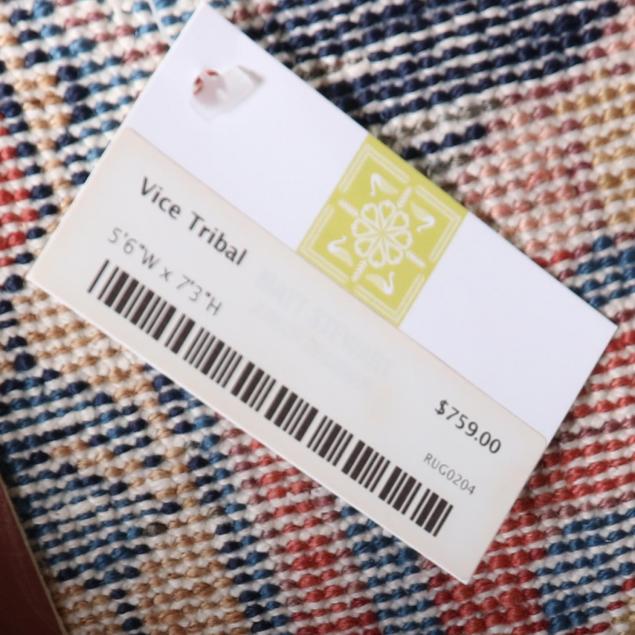 Vice Tribal
5'6"W x 7'3"H
$759.00
RUG0204